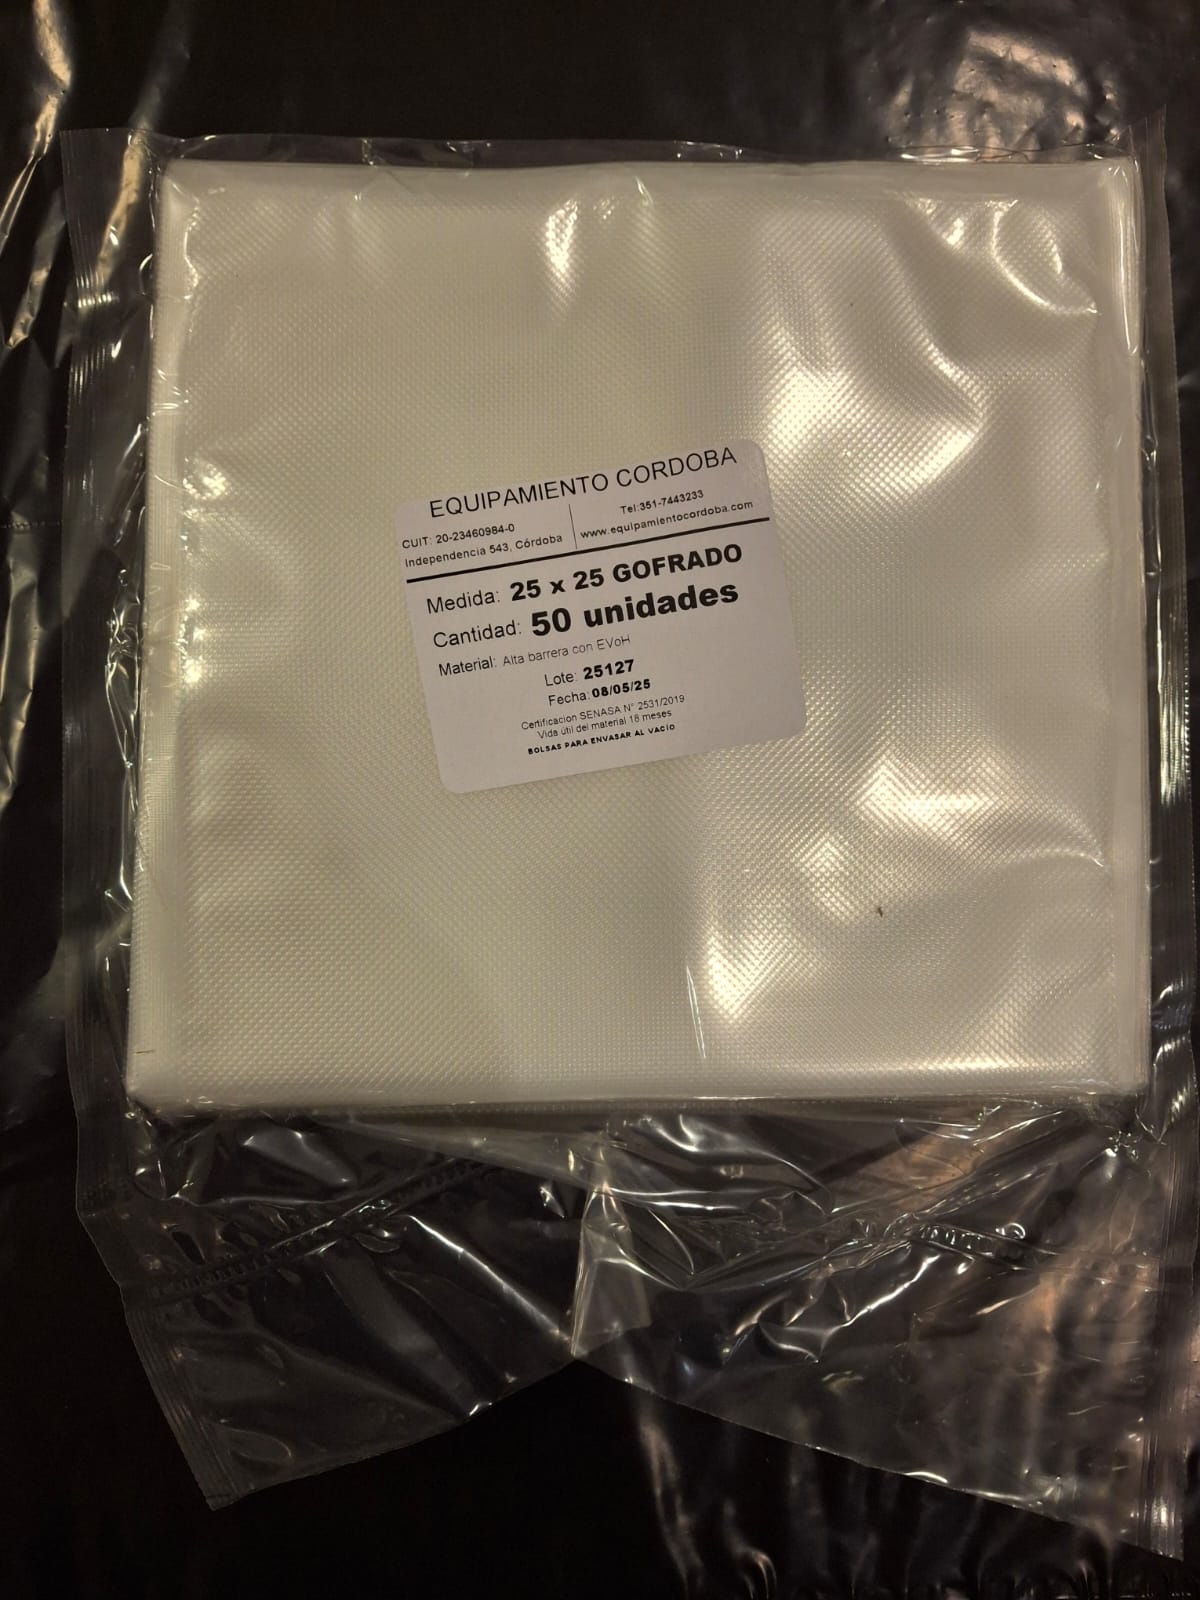 EQUIPAMIENTO CORDOBA
CUIT: 20-23460984-0
Independencia 543, Córdoba
Tel:351-7443233
www.equipamientocordoba.com
Medida: 25 x 25 GOFRADO
Cantidad: 50 unidades
Material: Alta barrera con EVoH
Lote: 25127
Fecha:08/05/25
Certificacion SENASA N° 2531/2019
Vida útil del material 18 meses
BOLSAS PARA ENVASAR AL VACIO